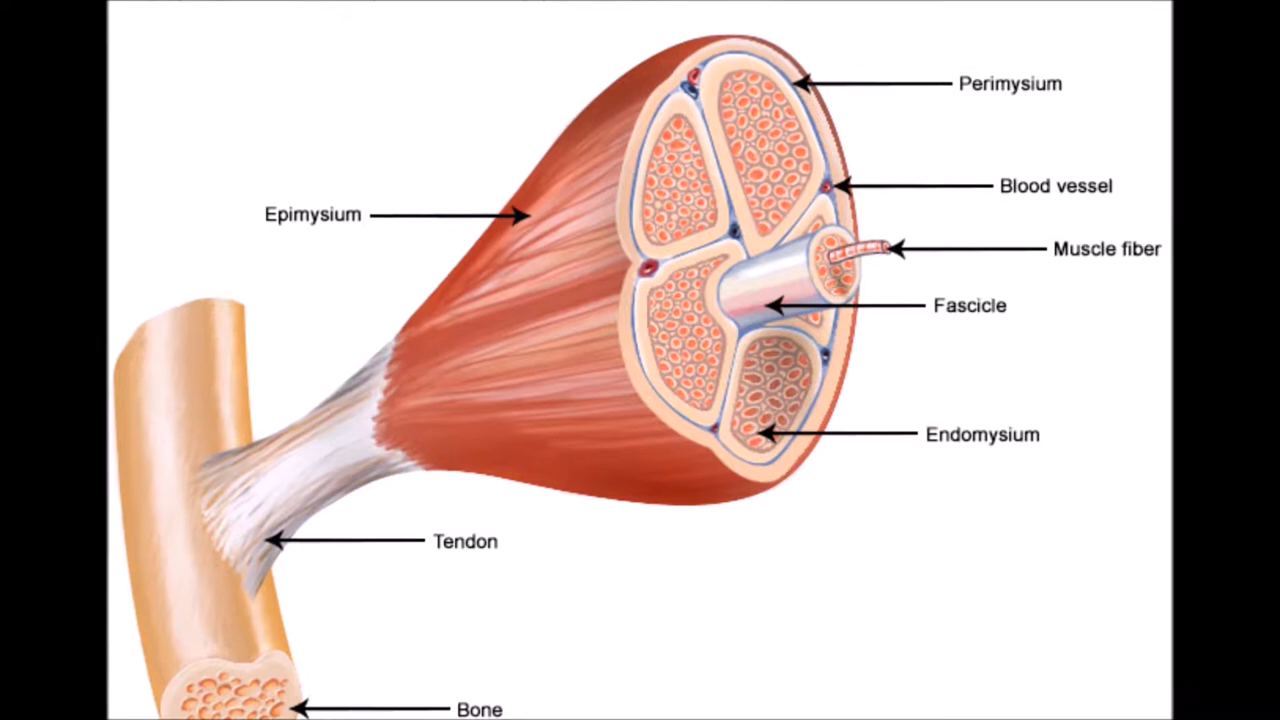 Perimysium
Blood vessel
Epimysium
Muscle fiber
Fascicle
Endomysium
Tendon
Bone